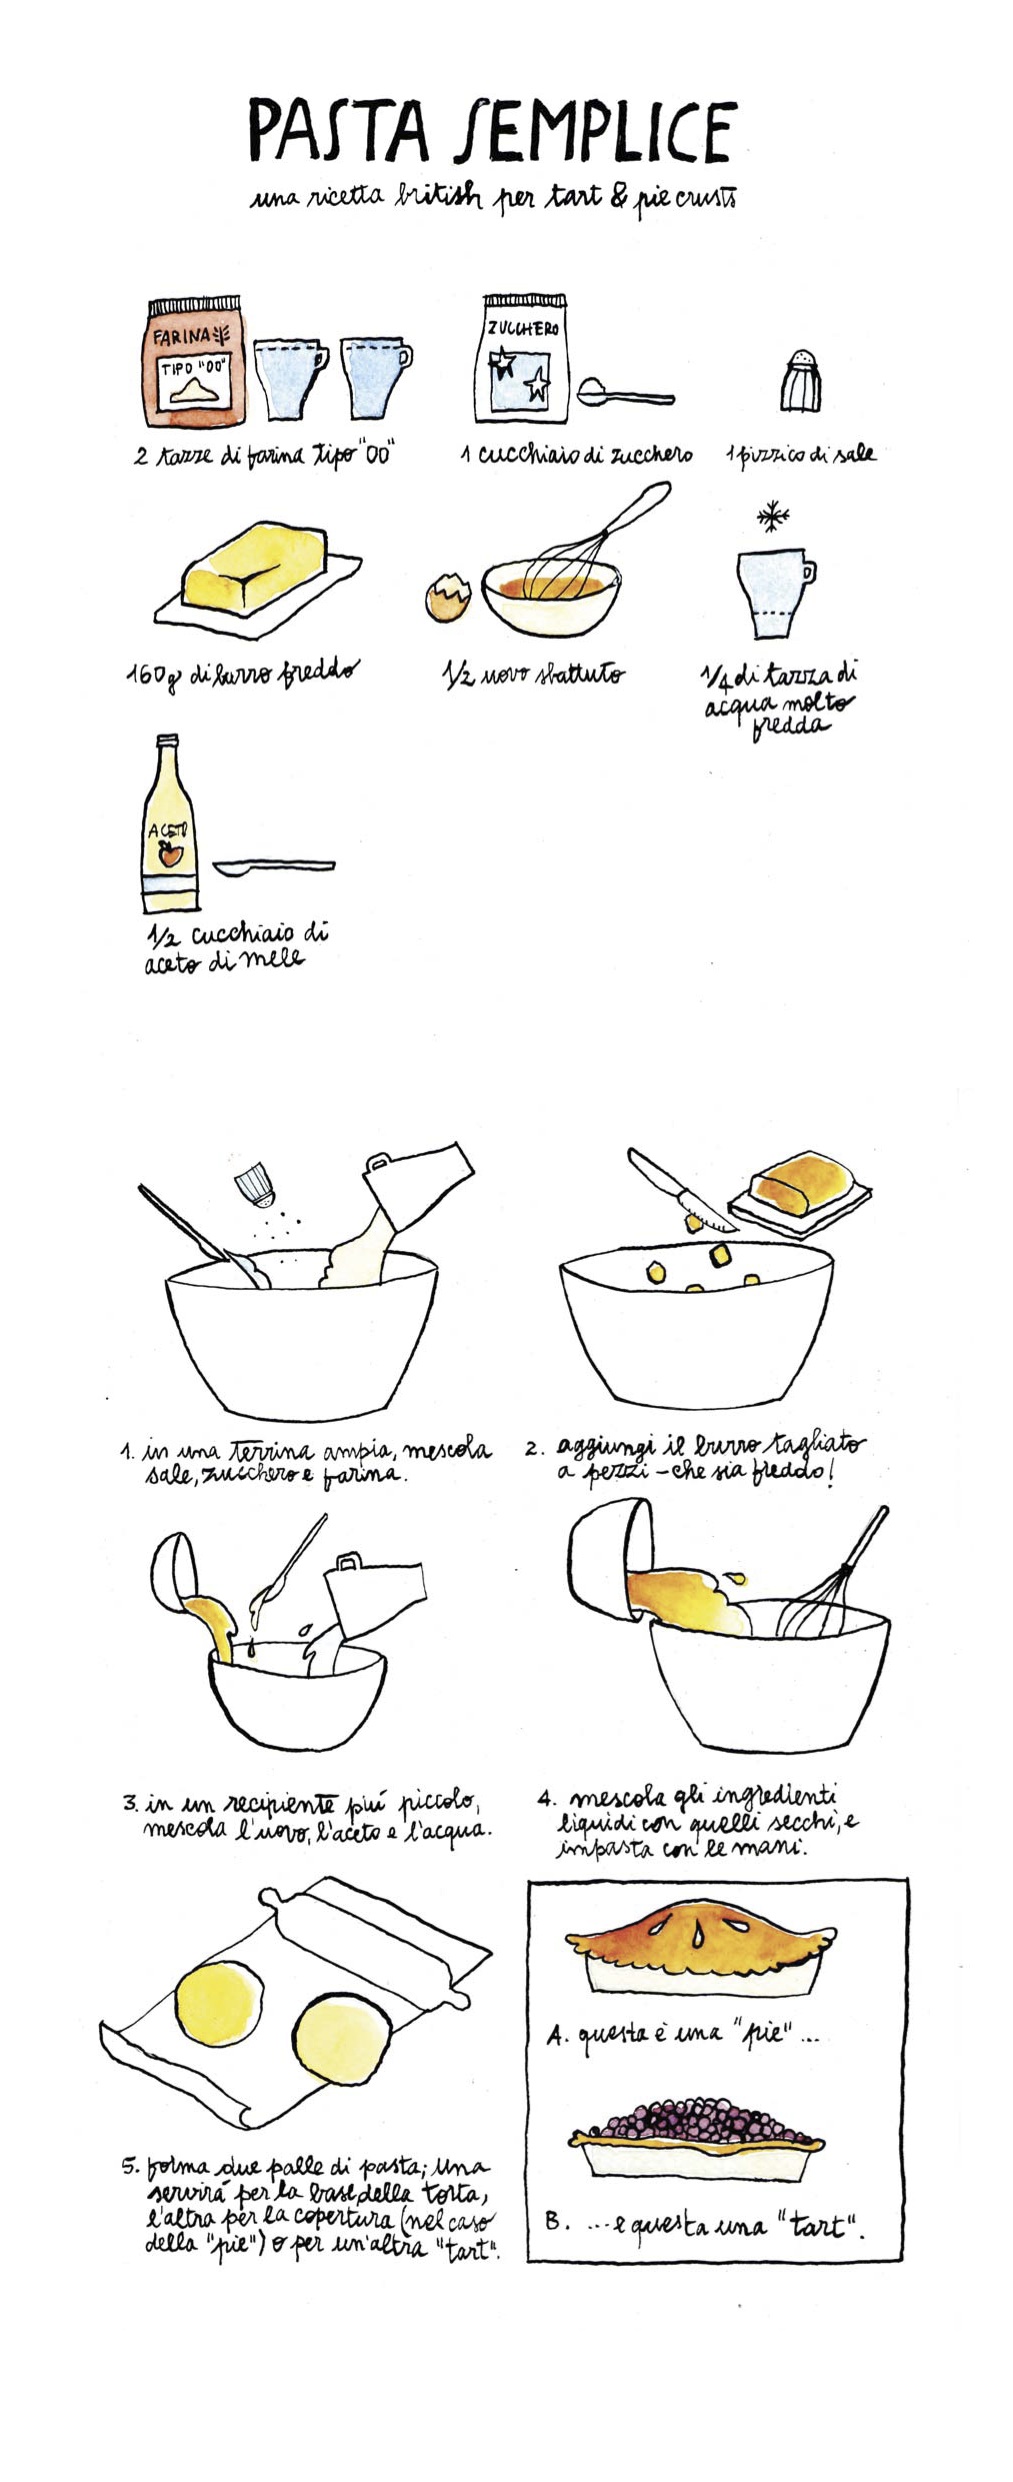 PASTA SEMPLICE
una ricetta british per tart & pie crusts
FARINA
TIPO "00"
2 tazze di farina tipo "00"
ZUCCHERO
1 cucchiaio di zucchero
1 pizzico di sale
160g di burro freddo
1/2 uovo sbattuto
1/4 di tazza di
acqua molto
fredda
ACETO
1/2 cucchiaio di
aceto di mele
1. in una terrina ampia, mescola
sale, zucchero e farina.
2. aggiungi il burro tagliato
a pezzi - che sia freddo!
3. in un recipiente piú piccolo,
mescola l'uovo, l'aceto e l'acqua.
4. mescola gli ingredienti
liquidi con quelli secchi, e
impasta con le mani.
5. forma due palle di pasta; una
servirá per la base della torta,
l'altra per la copertura (nel caso
della "pie") o per un'altra "tart".
A. questa è una "pie"...
B. ...e questa una "tart".